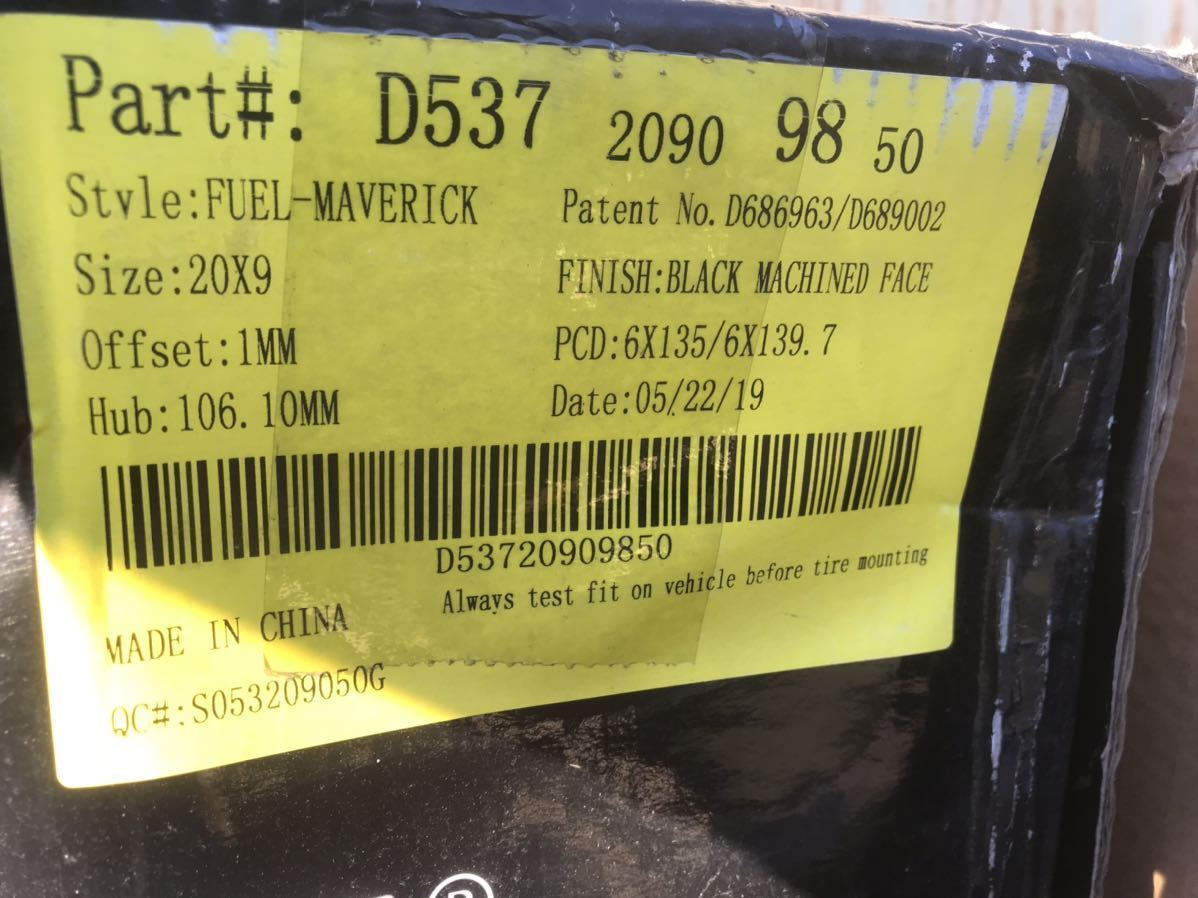 Part#: D537 2090 98 50
Style:FUEL-MAVERICK
Patent No. D686963/D689002
Size:20X9
FINISH:BLACK MACHINED FACE
Offset:1MM
PCD:6X135/6X139.7
Hub:106.10MM
Date:05/22/19
D53720909850
Always test fit on vehicle before tire mounting
MADE IN CHINA
QC#:S053209050G
®